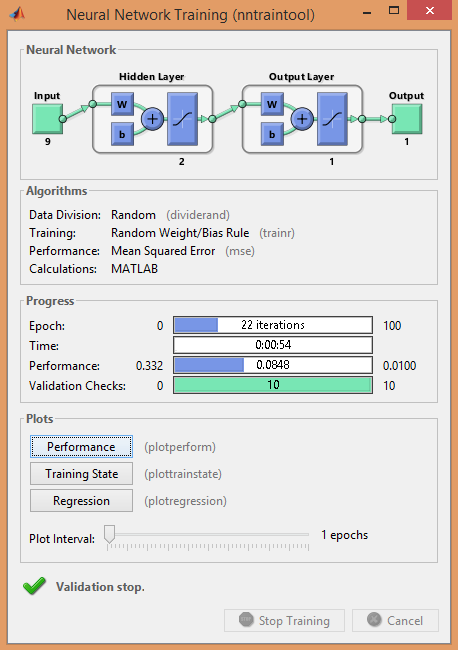 Neural Network Training (nntraintool)
Neural Network
Hidden Layer
Output Layer
Input
Output
W
b
+
W
b
+
9
2
1
1
Algorithms
Data Division: Random (dividerand)
Training: Random Weight/Bias Rule (trainr)
Performance: Mean Squared Error (mse)
Calculations: MATLAB
Progress
Epoch: 0 22 iterations 100
Time: 0:00:54
Performance: 0.332 0.0848 0.0100
Validation Checks: 0 10 10
Plots
Performance (plotperform)
Training State (plottrainstate)
Regression (plotregression)
Plot Interval: 1 epochs
Validation stop.
Stop Training Cancel